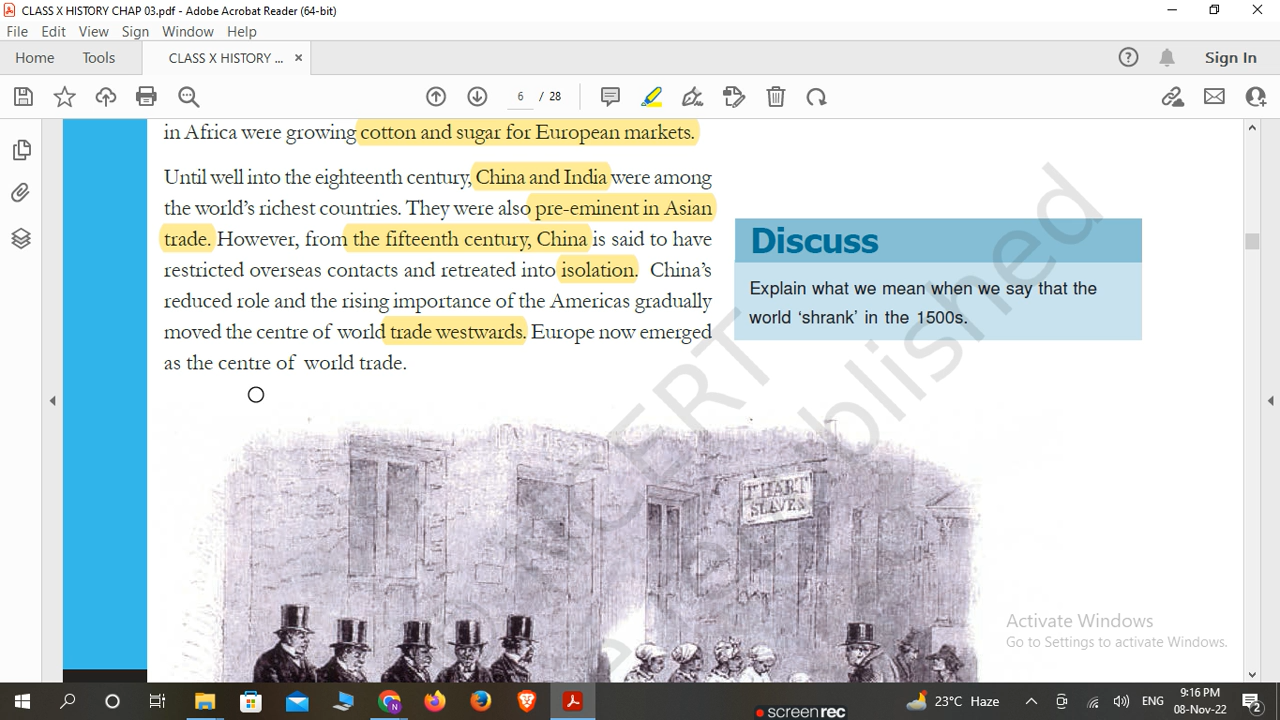 CLASS X HISTORY CHAP 03.pdf - Adobe Acrobat Reader (64-bit)
File Edit View Sign Window Help
Home Tools CLASS X HISTORY ... × Sign In
6 / 28
in Africa were growing cotton and sugar for European markets.
Until well into the eighteenth century, China and India were among
the world's richest countries. They were also pre-eminent in Asian
trade. However, from the fifteenth century, China is said to have
restricted overseas contacts and retreated into isolation. China's
reduced role and the rising importance of the Americas gradually
moved the centre of world trade westwards. Europe now emerged
as the centre of world trade.
Discuss
Explain what we mean when we say that the
world 'shrank' in the 1500s.
T HART
SLAVES
NCERT
Activate Windows
Go to Settings to activate Windows.
23°C Haze
ENG
9:16 PM
08-Nov-22
2
screenrec